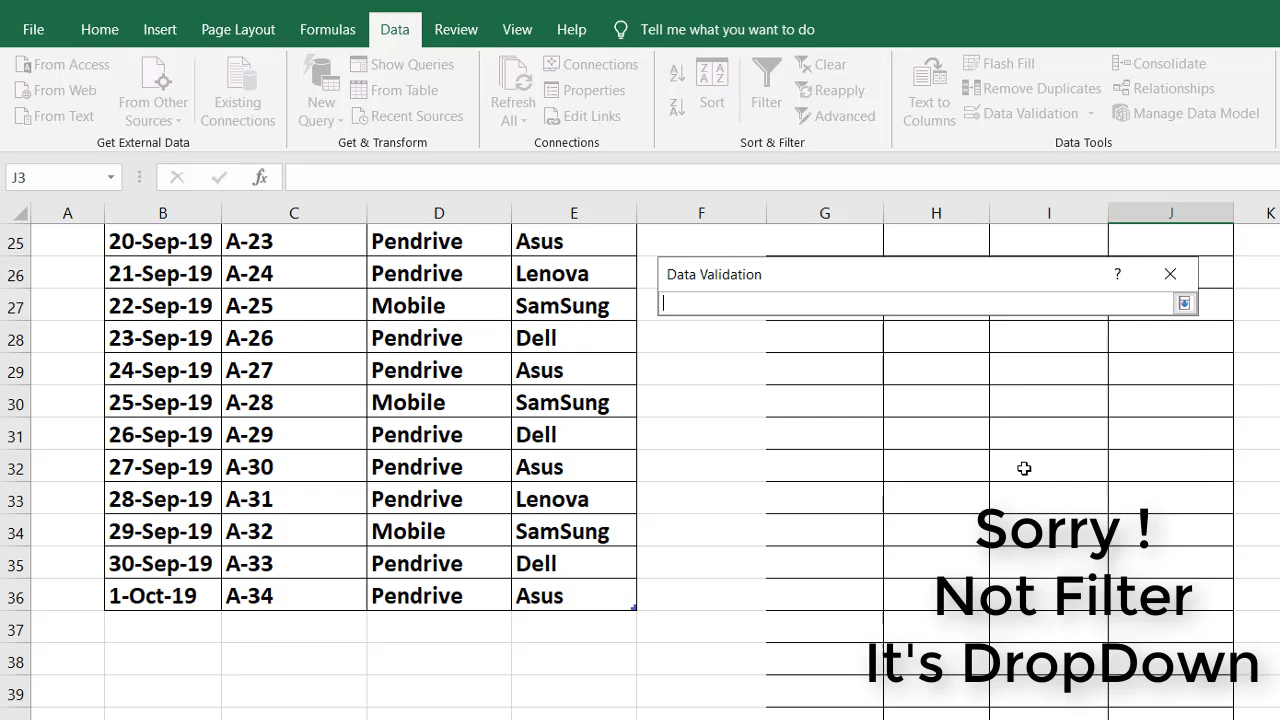 File Home Insert Page Layout Formulas Data Review View Help Tell me what you want to do
From Access
From Web
From Text
From Other
Sources
Existing
Connections
Get External Data
New
Query
Show Queries
From Table
Recent Sources
Get & Transform
Refresh
All
Connections
Properties
Edit Links
Connections
A
Z
Z
A
Z A
A Z
Sort
Filter
Clear
Reapply
Advanced
Sort & Filter
Text to
Columns
Flash Fill
Remove Duplicates
Data Validation
Consolidate
Relationships
Manage Data Model
Data Tools
J3
fx
A B C D E F G H I J K
25 20-Sep-19 A-23 Pendrive Asus
26 21-Sep-19 A-24 Pendrive Lenova
27 22-Sep-19 A-25 Mobile SamSung
28 23-Sep-19 A-26 Pendrive Dell
29 24-Sep-19 A-27 Pendrive Asus
30 25-Sep-19 A-28 Mobile SamSung
31 26-Sep-19 A-29 Pendrive Dell
32 27-Sep-19 A-30 Pendrive Asus
33 28-Sep-19 A-31 Pendrive Lenova
34 29-Sep-19 A-32 Mobile SamSung
35 30-Sep-19 A-33 Pendrive Dell
36 1-Oct-19 A-34 Pendrive Asus
37
38
39
Data Validation ?
Sorry !
Not Filter
It's DropDown